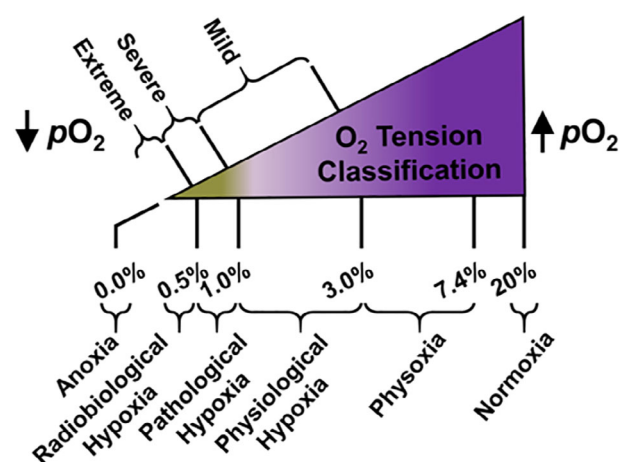 Extreme
Severe
Mild
↓ pO₂
O₂ Tension
Classification
↑ pO₂
0.0%
0.5%
1.0%
3.0%
7.4%
20%
Anoxia
Radiobiological
Hypoxia
Pathological
Hypoxia
Physiological
Hypoxia
Physoxia
Normoxia